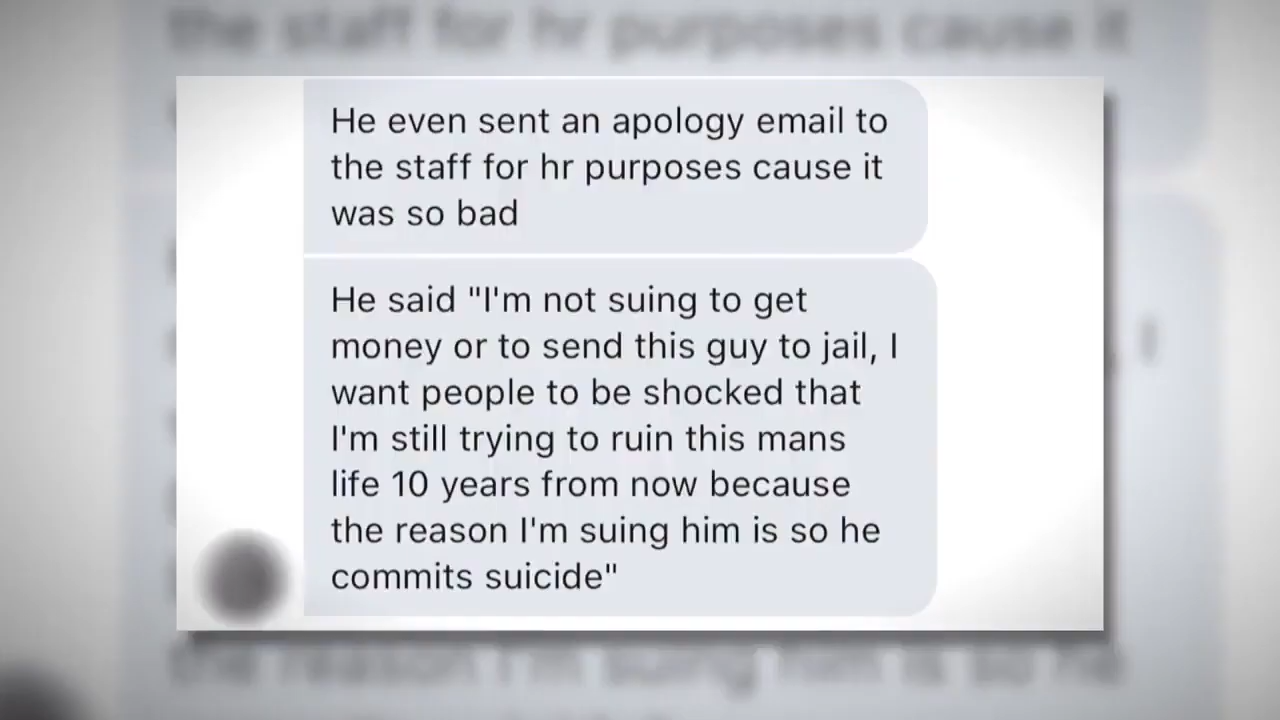 He even sent an apology email to
the staff for hr purposes cause it
was so bad
He said "I'm not suing to get
money or to send this guy to jail, I
want people to be shocked that
I'm still trying to ruin this mans
life 10 years from now because
the reason I'm suing him is so he
commits suicide"